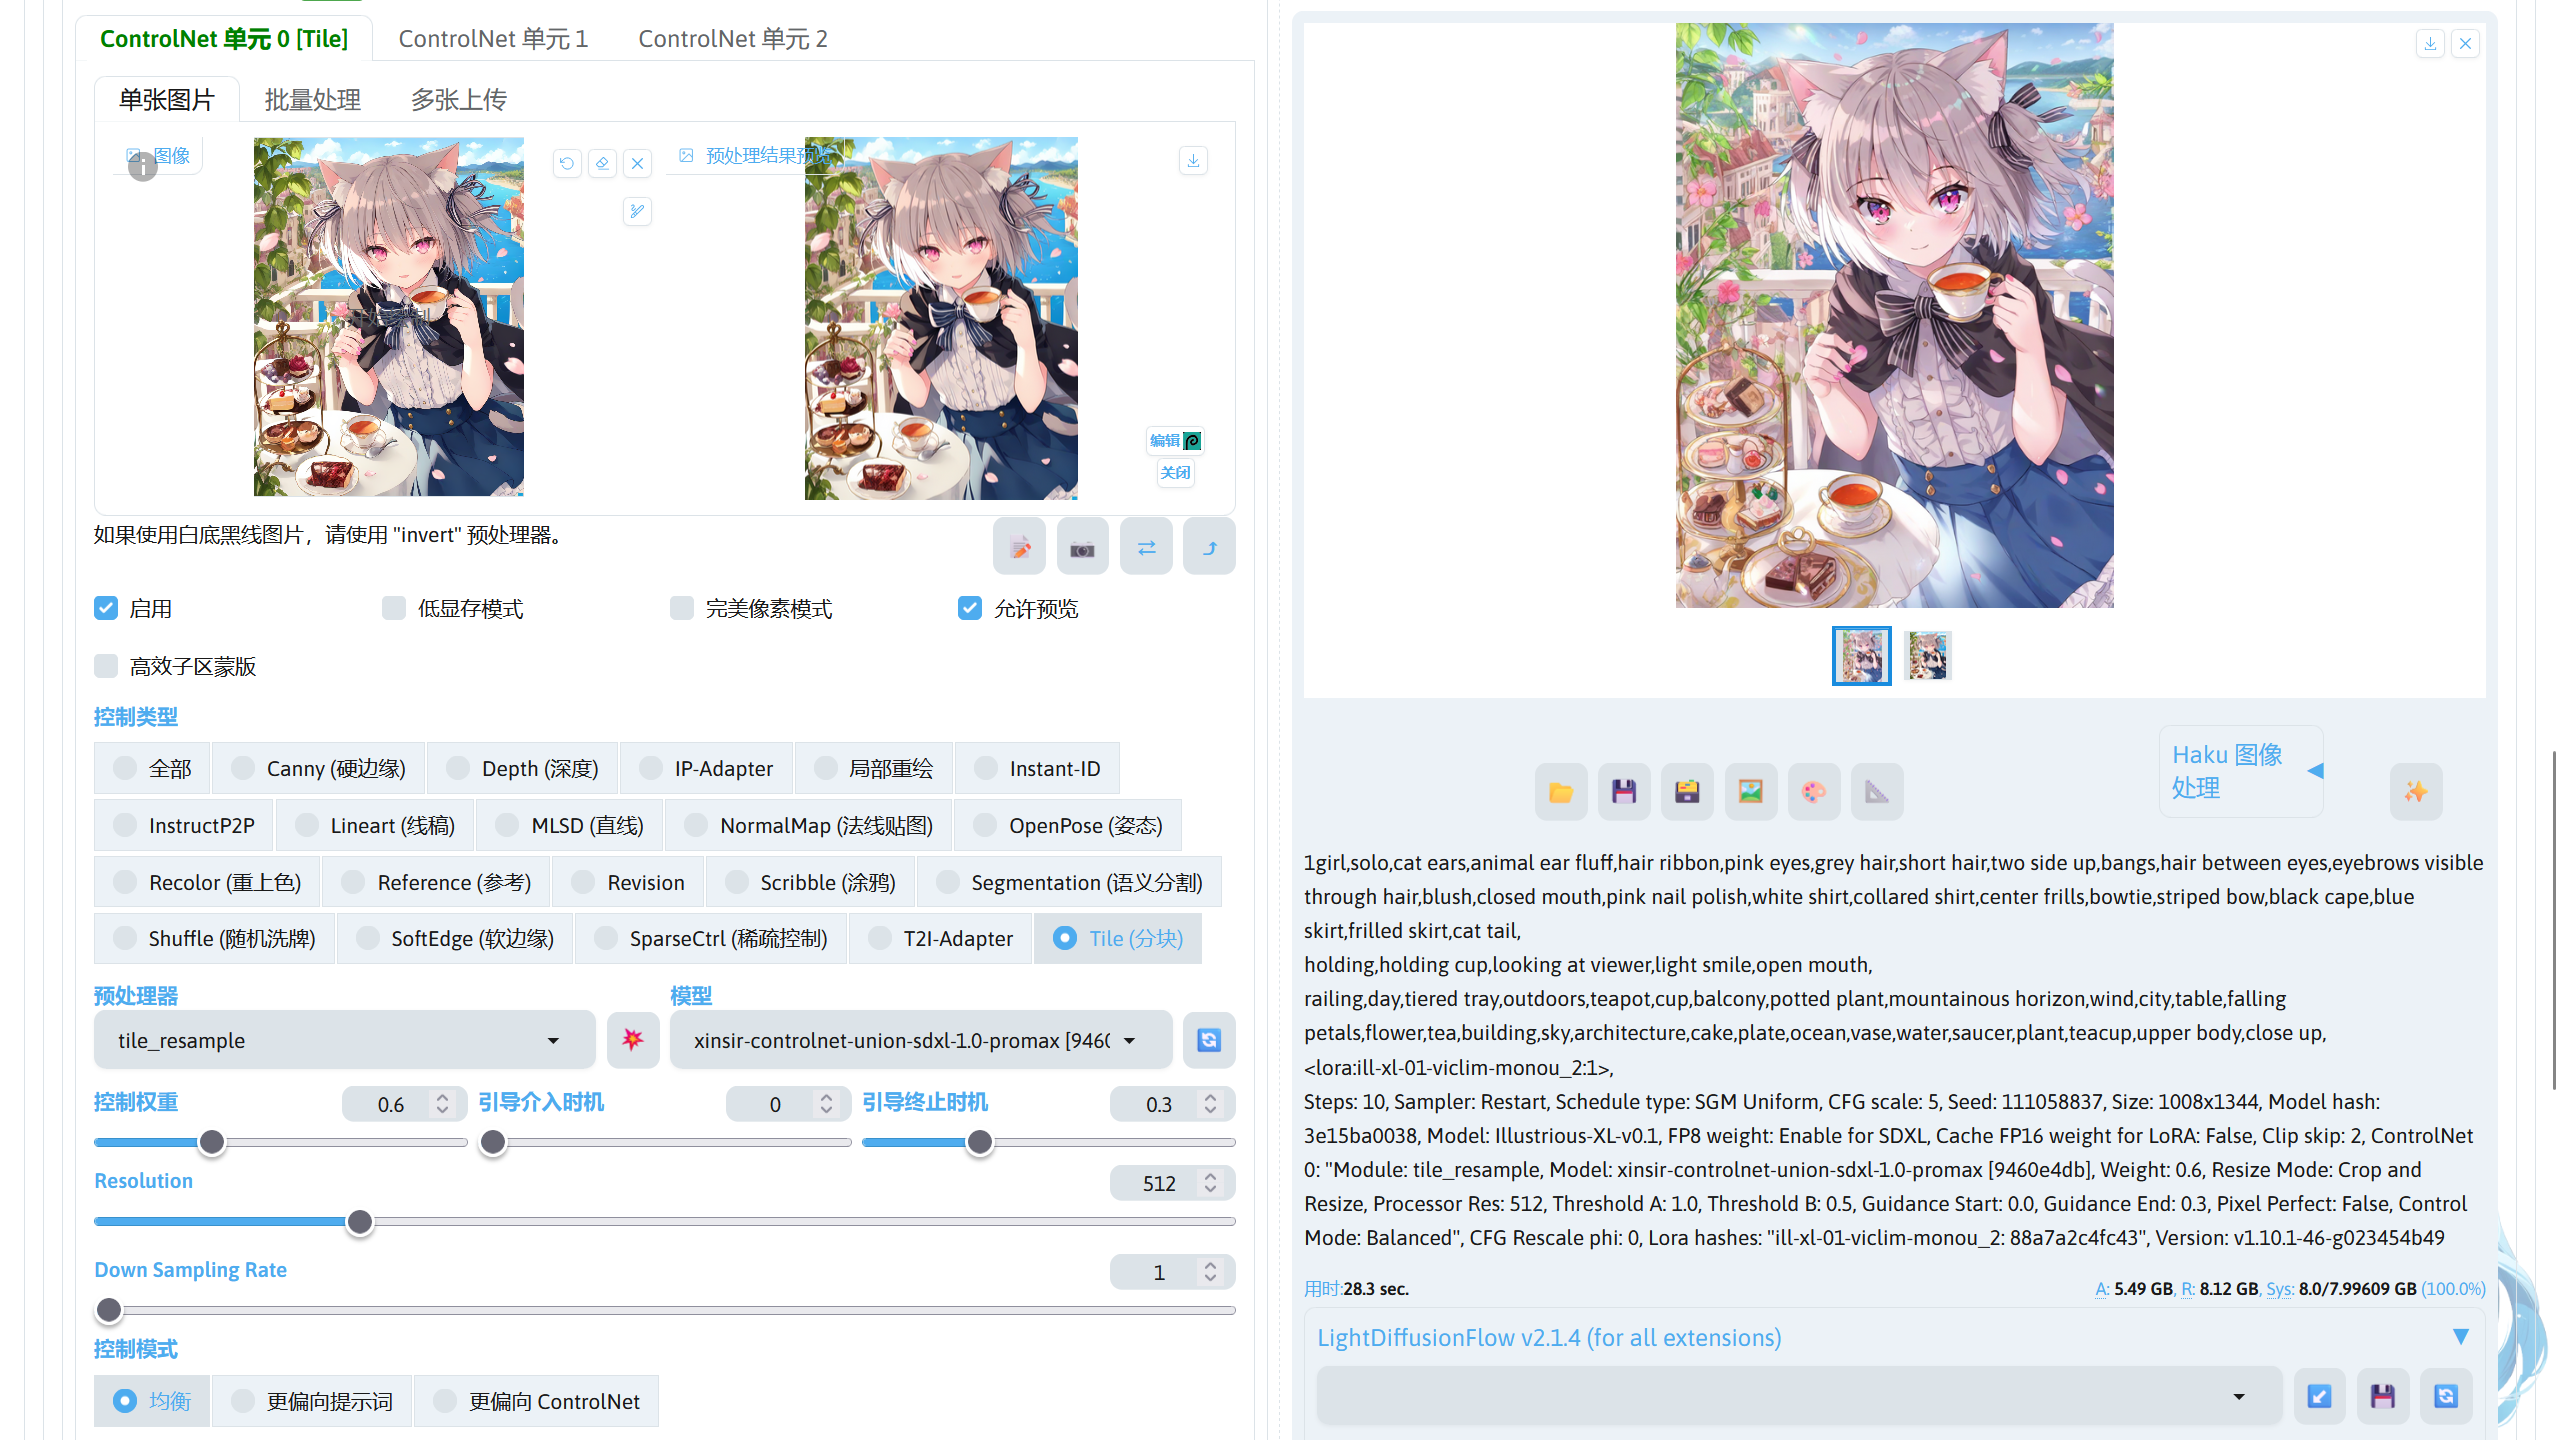 ControlNet 单元 0 [Tile]
ControlNet 单元 1
ControlNet 单元 2
单张图片
批量处理
多张上传
图像
预处理结果预览
编辑
关闭
如果使用白底黑线图片，请使用 "invert" 预处理器。
启用
低显存模式
完美像素模式
允许预览
高效子区蒙版
控制类型
全部
Canny (硬边缘)
Depth (深度)
IP-Adapter
局部重绘
Instant-ID
InstructP2P
Lineart (线稿)
MLSD (直线)
NormalMap (法线贴图)
OpenPose (姿态)
Recolor (重上色)
Reference (参考)
Revision
Scribble (涂鸦)
Segmentation (语义分割)
Shuffle (随机洗牌)
SoftEdge (软边缘)
SparseCtrl (稀疏控制)
T2I-Adapter
Tile (分块)
预处理器
模型
tile_resample
xinsir-controlnet-union-sdxl-1.0-promax [9460
控制权重
0.6
引导介入时机
0
引导终止时机
0.3
Resolution
512
Down Sampling Rate
1
控制模式
均衡
更偏向提示词
更偏向 ControlNet
Haku 图像
处理
1girl,solo,cat ears,animal ear fluff,hair ribbon,pink eyes,grey hair,short hair,two side up,bangs,hair between eyes,eyebrows visible
through hair,blush,closed mouth,pink nail polish,white shirt,collared shirt,center frills,bowtie,striped bow,black cape,blue
skirt,frilled skirt,cat tail,
holding,holding cup,looking at viewer,light smile,open mouth,
railing,day,tiered tray,outdoors,teapot,cup,balcony,potted plant,mountainous horizon,wind,city,table,falling
petals,flower,tea,building,sky,architecture,cake,plate,ocean,vase,water,saucer,plant,teacup,upper body,close up,
<lora:ill-xl-01-viclim-monou_2:1>,
Steps: 10, Sampler: Restart, Schedule type: SGM Uniform, CFG scale: 5, Seed: 111058837, Size: 1008x1344, Model hash:
3e15ba0038, Model: Illustrious-XL-v0.1, FP8 weight: Enable for SDXL, Cache FP16 weight for LoRA: False, Clip skip: 2, ControlNet
0: "Module: tile_resample, Model: xinsir-controlnet-union-sdxl-1.0-promax [9460e4db], Weight: 0.6, Resize Mode: Crop and
Resize, Processor Res: 512, Threshold A: 1.0, Threshold B: 0.5, Guidance Start: 0.0, Guidance End: 0.3, Pixel Perfect: False, Control
Mode: Balanced", CFG Rescale phi: 0, Lora hashes: "ill-xl-01-viclim-monou_2: 88a7a2c4fc43", Version: v1.10.1-46-g023454b49
用时:28.3 sec.
A: 5.49 GB, R: 8.12 GB, Sys: 8.0/7.99609 GB (100.0%)
LightDiffusionFlow v2.1.4 (for all extensions)